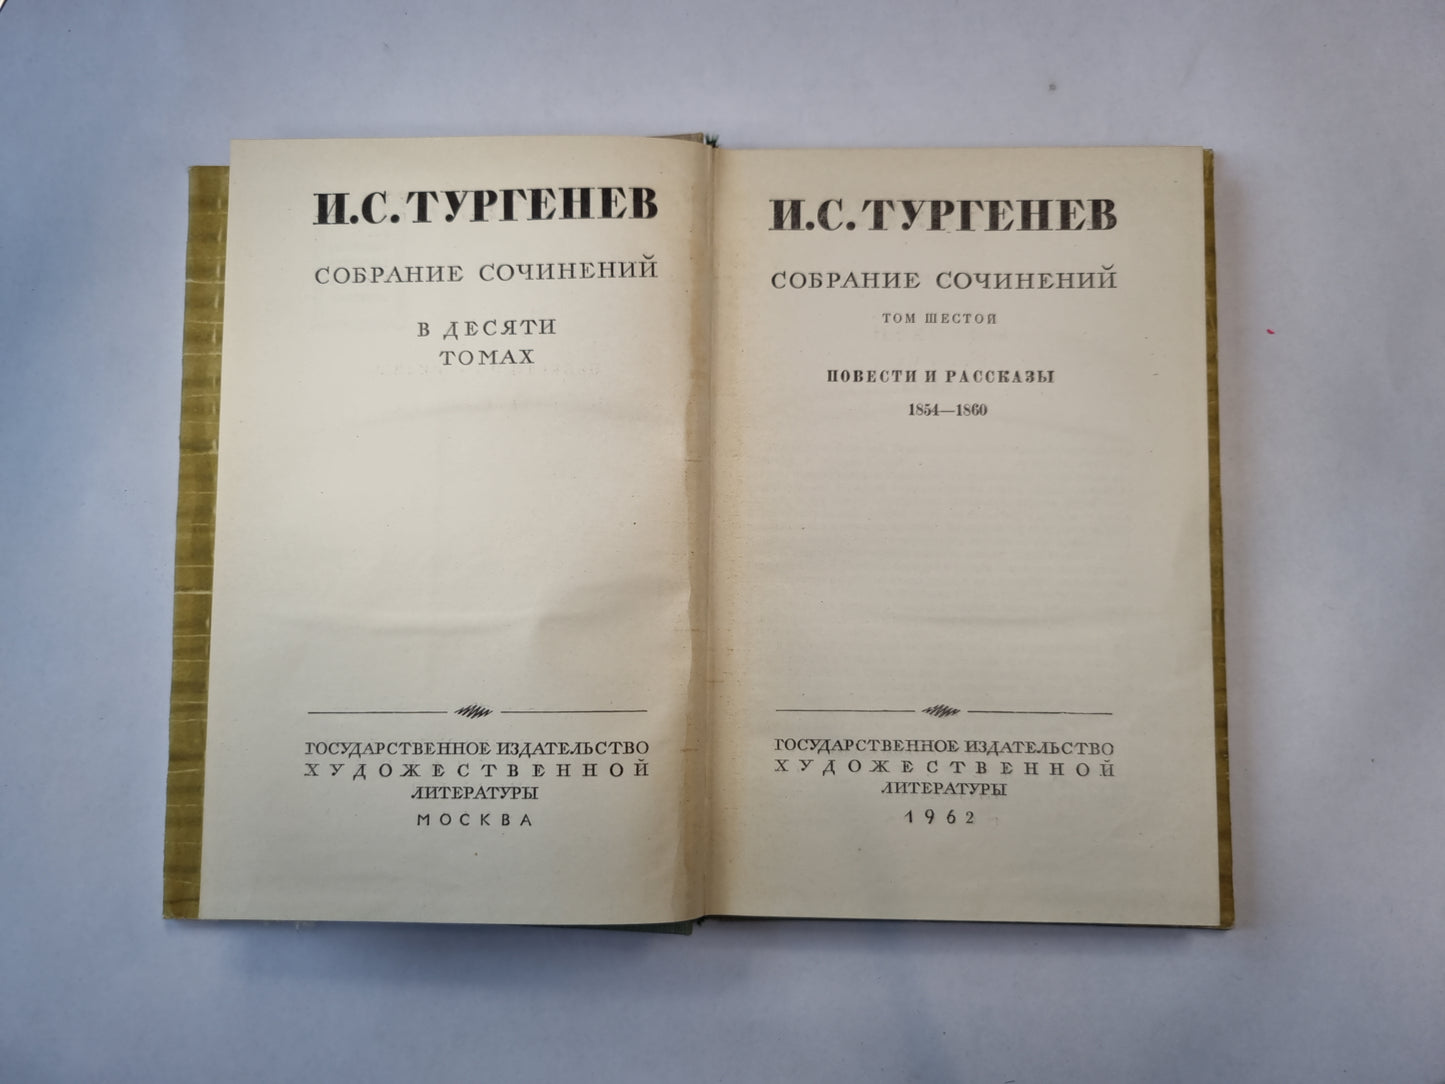 И.С.ТУРГЕНЕВ
СОБРАНИЕ СОЧИНЕНИЙ
В ДЕСЯТИ
ТОМАХ
ГОСУДАРСТВЕННОЕ ИЗДАТЕЛЬСТВО
ХУДОЖЕСТВЕННОЙ
ЛИТЕРАТУРЫ
МОСКВА
И.С.ТУРГЕНЕВ
СОБРАНИЕ СОЧИНЕНИЙ
ТОМ ШЕСТОЙ
ПОВЕСТИ И РАССКАЗЫ
1854—1860
ГОСУДАРСТВЕННОЕ ИЗДАТЕЛЬСТВО
ХУДОЖЕСТВЕННОЙ
ЛИТЕРАТУРЫ
1962